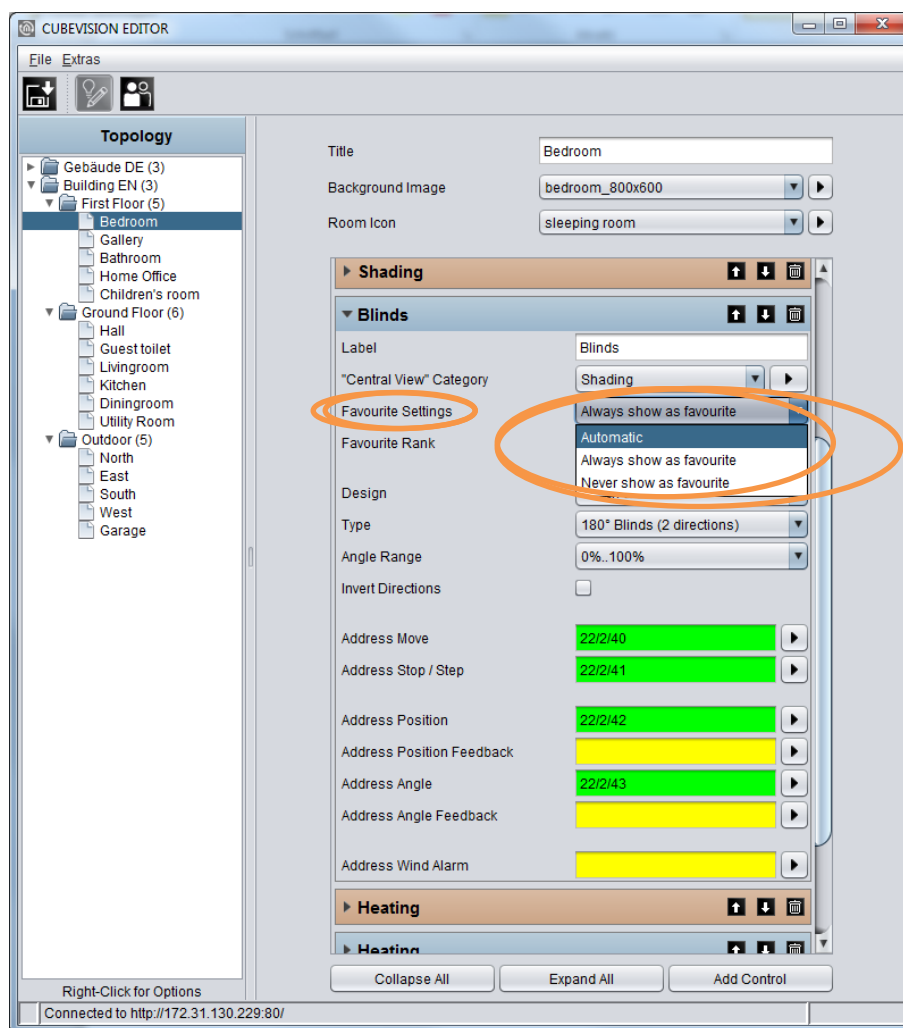 CUBEVISION EDITOR
File Extras
Topology
Gebäude DE (3)
Building EN (3)
First Floor (5)
Bedroom
Gallery
Bathroom
Home Office
Children's room
Ground Floor (6)
Hall
Guest toilet
Livingroom
Kitchen
Diningroom
Utility Room
Outdoor (5)
North
East
South
West
Garage
Right-Click for Options
Title Bedroom
Background Image bedroom_800x600
Room Icon sleeping room
Shading
Blinds
Label Blinds
"Central View" Category Shading
Favourite Settings Always show as favourite
Automatic
Favourite Rank
Always show as favourite
Never show as favourite
Design
Type 180° Blinds (2 directions)
Angle Range 0%..100%
Invert Directions
Address Move 22/2/40
Address Stop / Step 22/2/41
Address Position 22/2/42
Address Position Feedback
Address Angle 22/2/43
Address Angle Feedback
Address Wind Alarm
Heating
Heating
Collapse All Expand All Add Control
Connected to http://172.31.130.229:80/